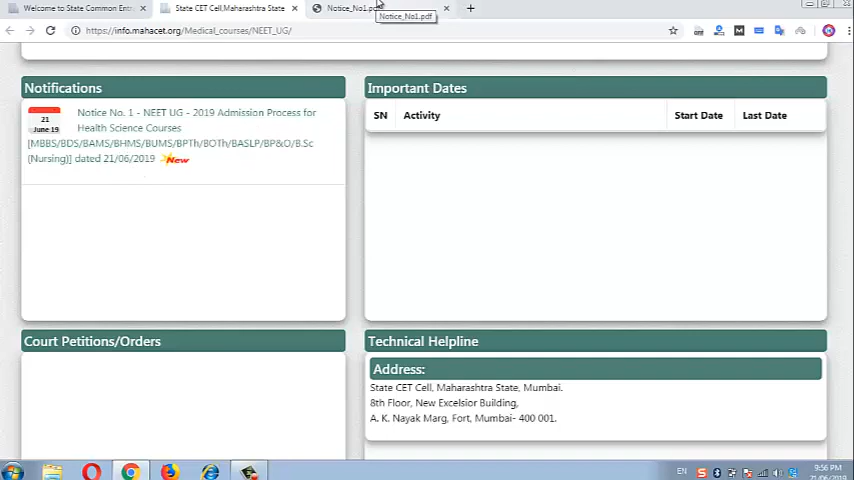 Welcome to State Common Entr
State CET Cell,Maharashtra State
Notice_No1.pdf
Notice_No1.pdf
https://info.mahacet.org/Medical_courses/NEET_UG/
Notifications
21
June 19
Notice No. 1 - NEET UG - 2019 Admission Process for
Health Science Courses
[MBBS/BDS/BAMS/BHMS/BUMS/BPTh/BOTh/BASLP/BP&O/B.Sc
(Nursing)] dated 21/06/2019 New
Important Dates
SN Activity Start Date Last Date
Court Petitions/Orders
Technical Helpline
Address:
State CET Cell, Maharashtra State, Mumbai.
8th Floor, New Excelsior Building,
A. K. Nayak Marg, Fort, Mumbai- 400 001.
EN
9:56 PM
21/06/2019